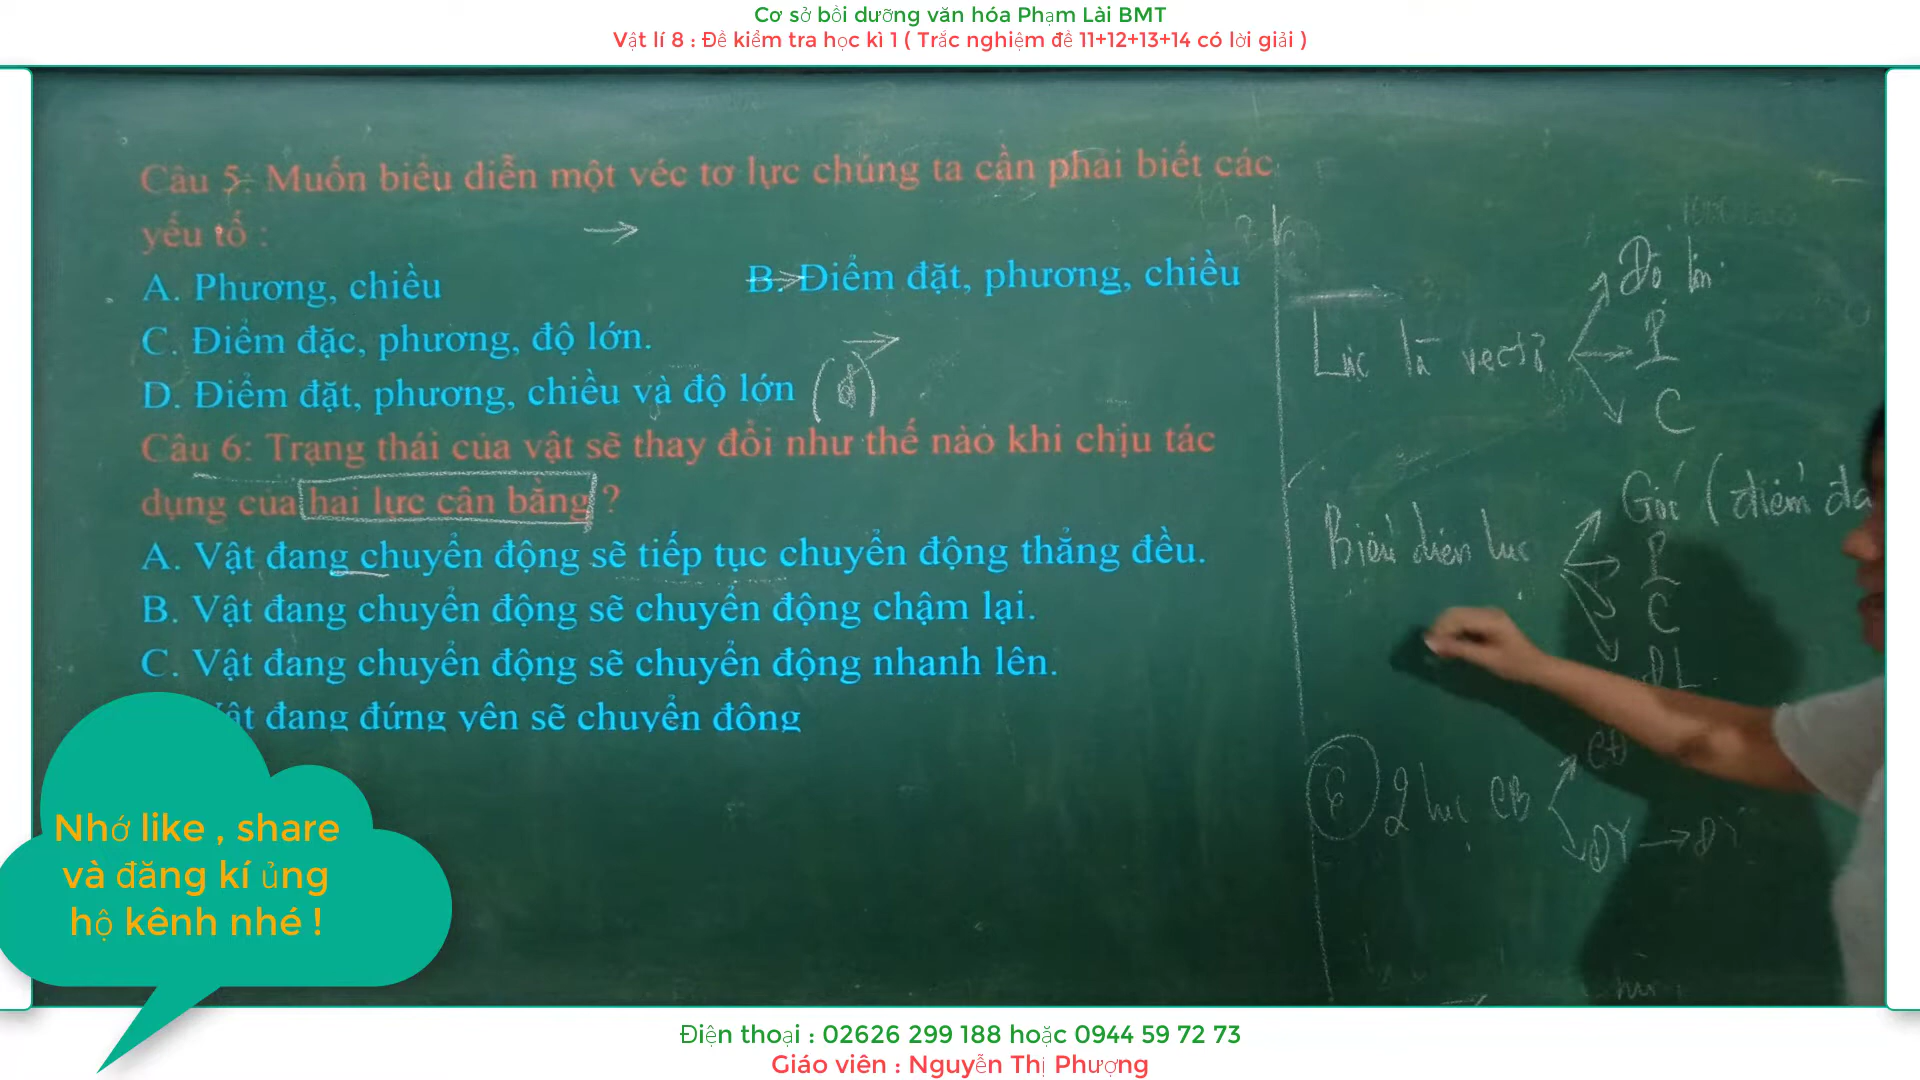 Cơ sở bồi dưỡng văn hóa Phạm Lài BMT
Vật lí 8 : Đề kiểm tra học kì 1 ( Trắc nghiệm đề 11+12+13+14 có lời giải )
Câu 5: Muốn biểu diễn một véc tơ lực chúng ta cần phải biết các
yếu tố :
A. Phương, chiều
B. Điểm đặt, phương, chiều
C. Điểm đặc, phương, độ lớn.
D. Điểm đặt, phương, chiều và độ lớn
Câu 6: Trạng thái của vật sẽ thay đổi như thế nào khi chịu tác
dụng của hai lực cân bằng ?
A. Vật đang chuyển động sẽ tiếp tục chuyển động thẳng đều.
B. Vật đang chuyển động sẽ chuyển động chậm lại.
C. Vật đang chuyển động sẽ chuyển động nhanh lên.
đang đứng yên sẽ chuyển động
(đ)
Độ lớn
Lực là vectơ
P
C
Gốc (điểm đặ
Biểu diễn lực
P
C
ĐL
6 2 lực CB
CĐ
ĐY → ĐY
Nhớ like , share
và đăng kí ủng
hộ kênh nhé !
Điện thoại : 02626 299 188 hoặc 0944 59 72 73
Giáo viên : Nguyễn Thị Phượng